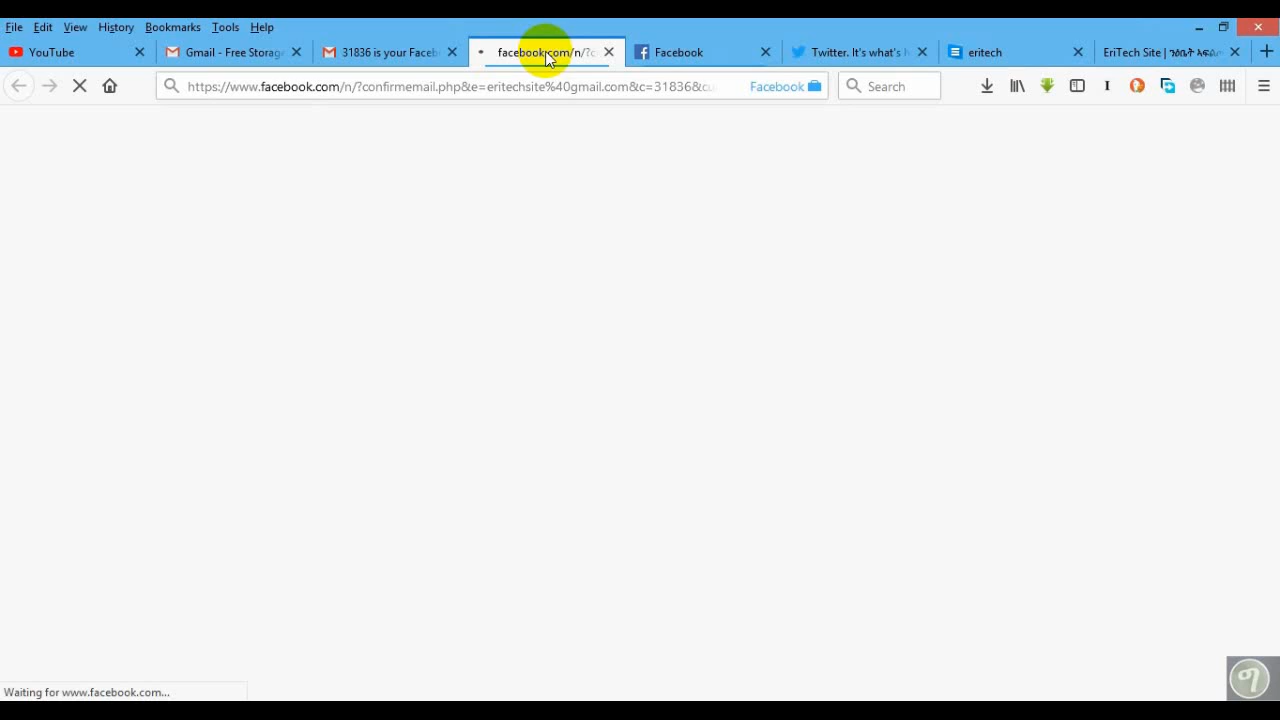 File Edit View History Bookmarks Tools Help
YouTube Gmail - Free Storage 31836 is your Faceb facebook.com/n/?c Facebook Twitter. It's what's h eritech EriTech Site |
https://www.facebook.com/n/?confirmemail.php&e=eritechsite%40gmail.com&c=31836&cu Facebook Search
Waiting for www.facebook.com...